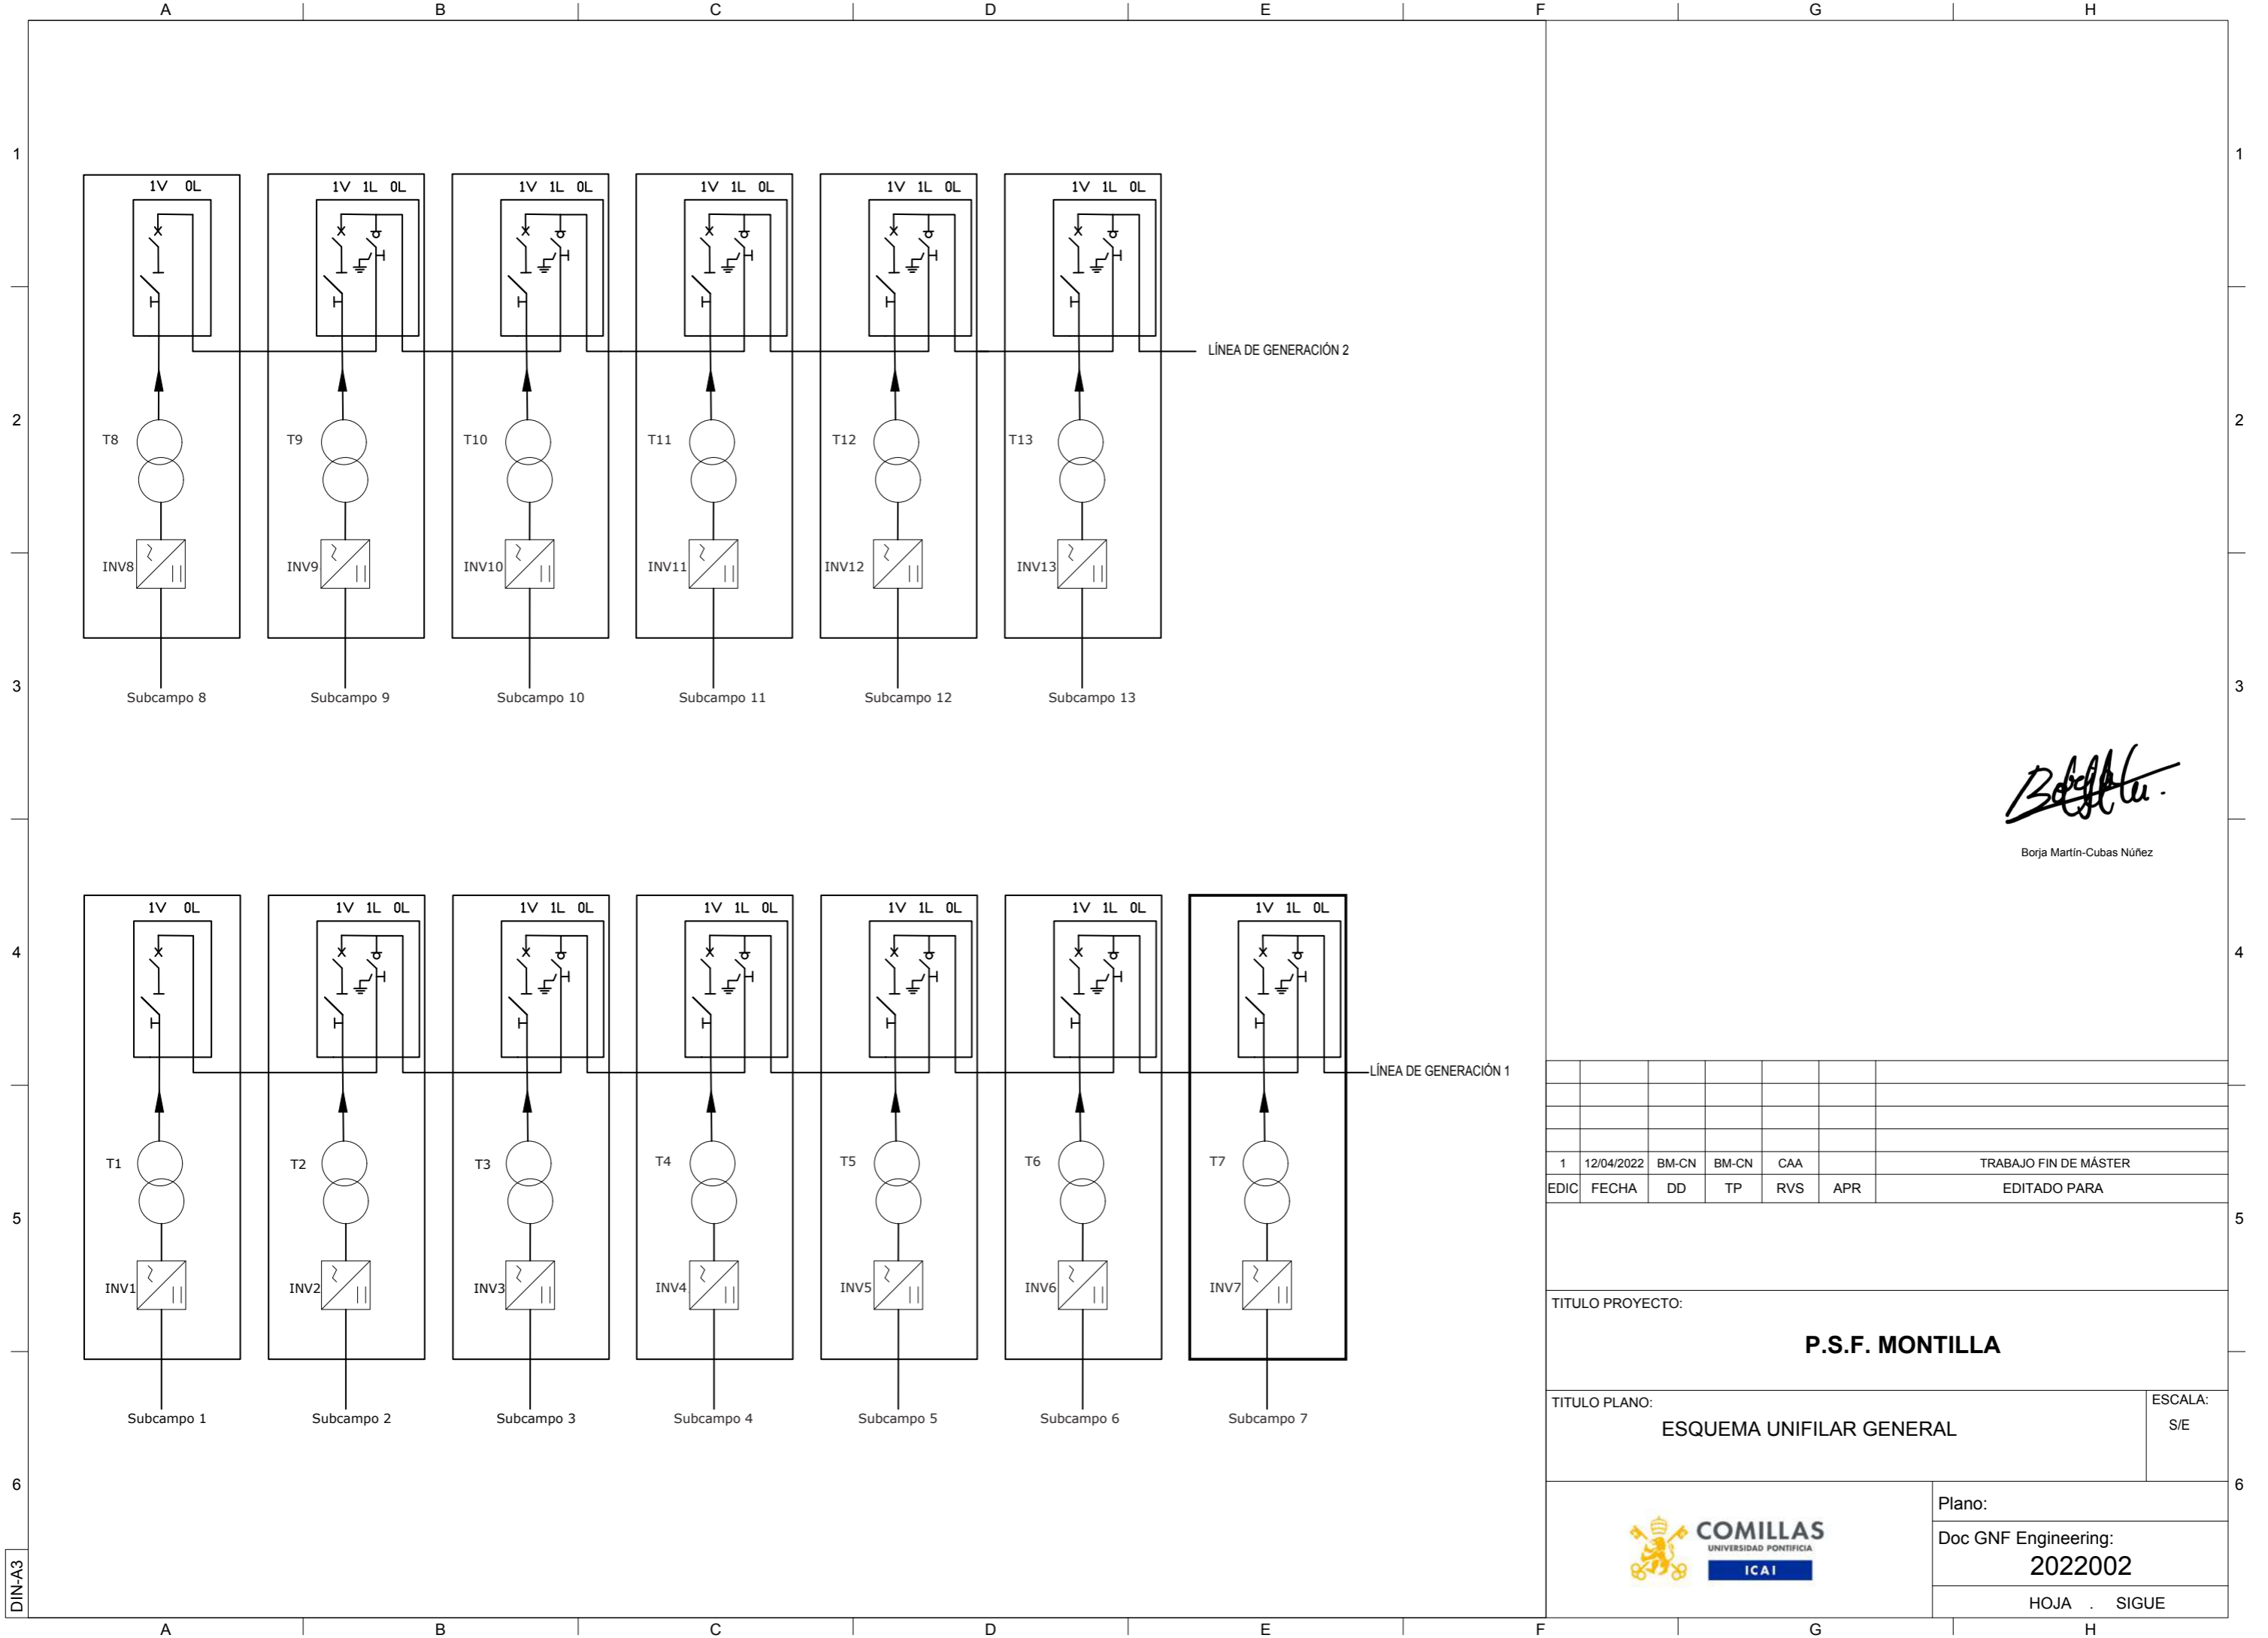 A B C D E F G H
1 1
1V 0L 1V 1L 0L 1V 1L 0L 1V 1L 0L 1V 1L 0L 1V 1L 0L
LÍNEA DE GENERACIÓN 2
2 2
T8 T9 T10 T11 T12 T13
INV8 INV9 INV10 INV11 INV12 INV13
3 3
Subcampo 8 Subcampo 9 Subcampo 10 Subcampo 11 Subcampo 12 Subcampo 13
Borja Martín-Cubas Núñez
1V 0L 1V 1L 0L 1V 1L 0L 1V 1L 0L 1V 1L 0L 1V 1L 0L 1V 1L 0L
4 4
LÍNEA DE GENERACIÓN 1
T1 T2 T3 T4 T5 T6 T7
1 12/04/2022 BM-CN BM-CN CAA TRABAJO FIN DE MÁSTER
EDIC FECHA DD TP RVS APR EDITADO PARA
5 5
INV1 INV2 INV3 INV4 INV5 INV6 INV7
TITULO PROYECTO:
P.S.F. MONTILLA
Subcampo 1 Subcampo 2 Subcampo 3 Subcampo 4 Subcampo 5 Subcampo 6 Subcampo 7
TITULO PLANO:
ESQUEMA UNIFILAR GENERAL
ESCALA:
S/E
6 6
COMILLAS
UNIVERSIDAD PONTIFICIA
ICAI
Plano:
Doc GNF Engineering:
2022002
HOJA . SIGUE
DIN-A3
A B C D E F G H